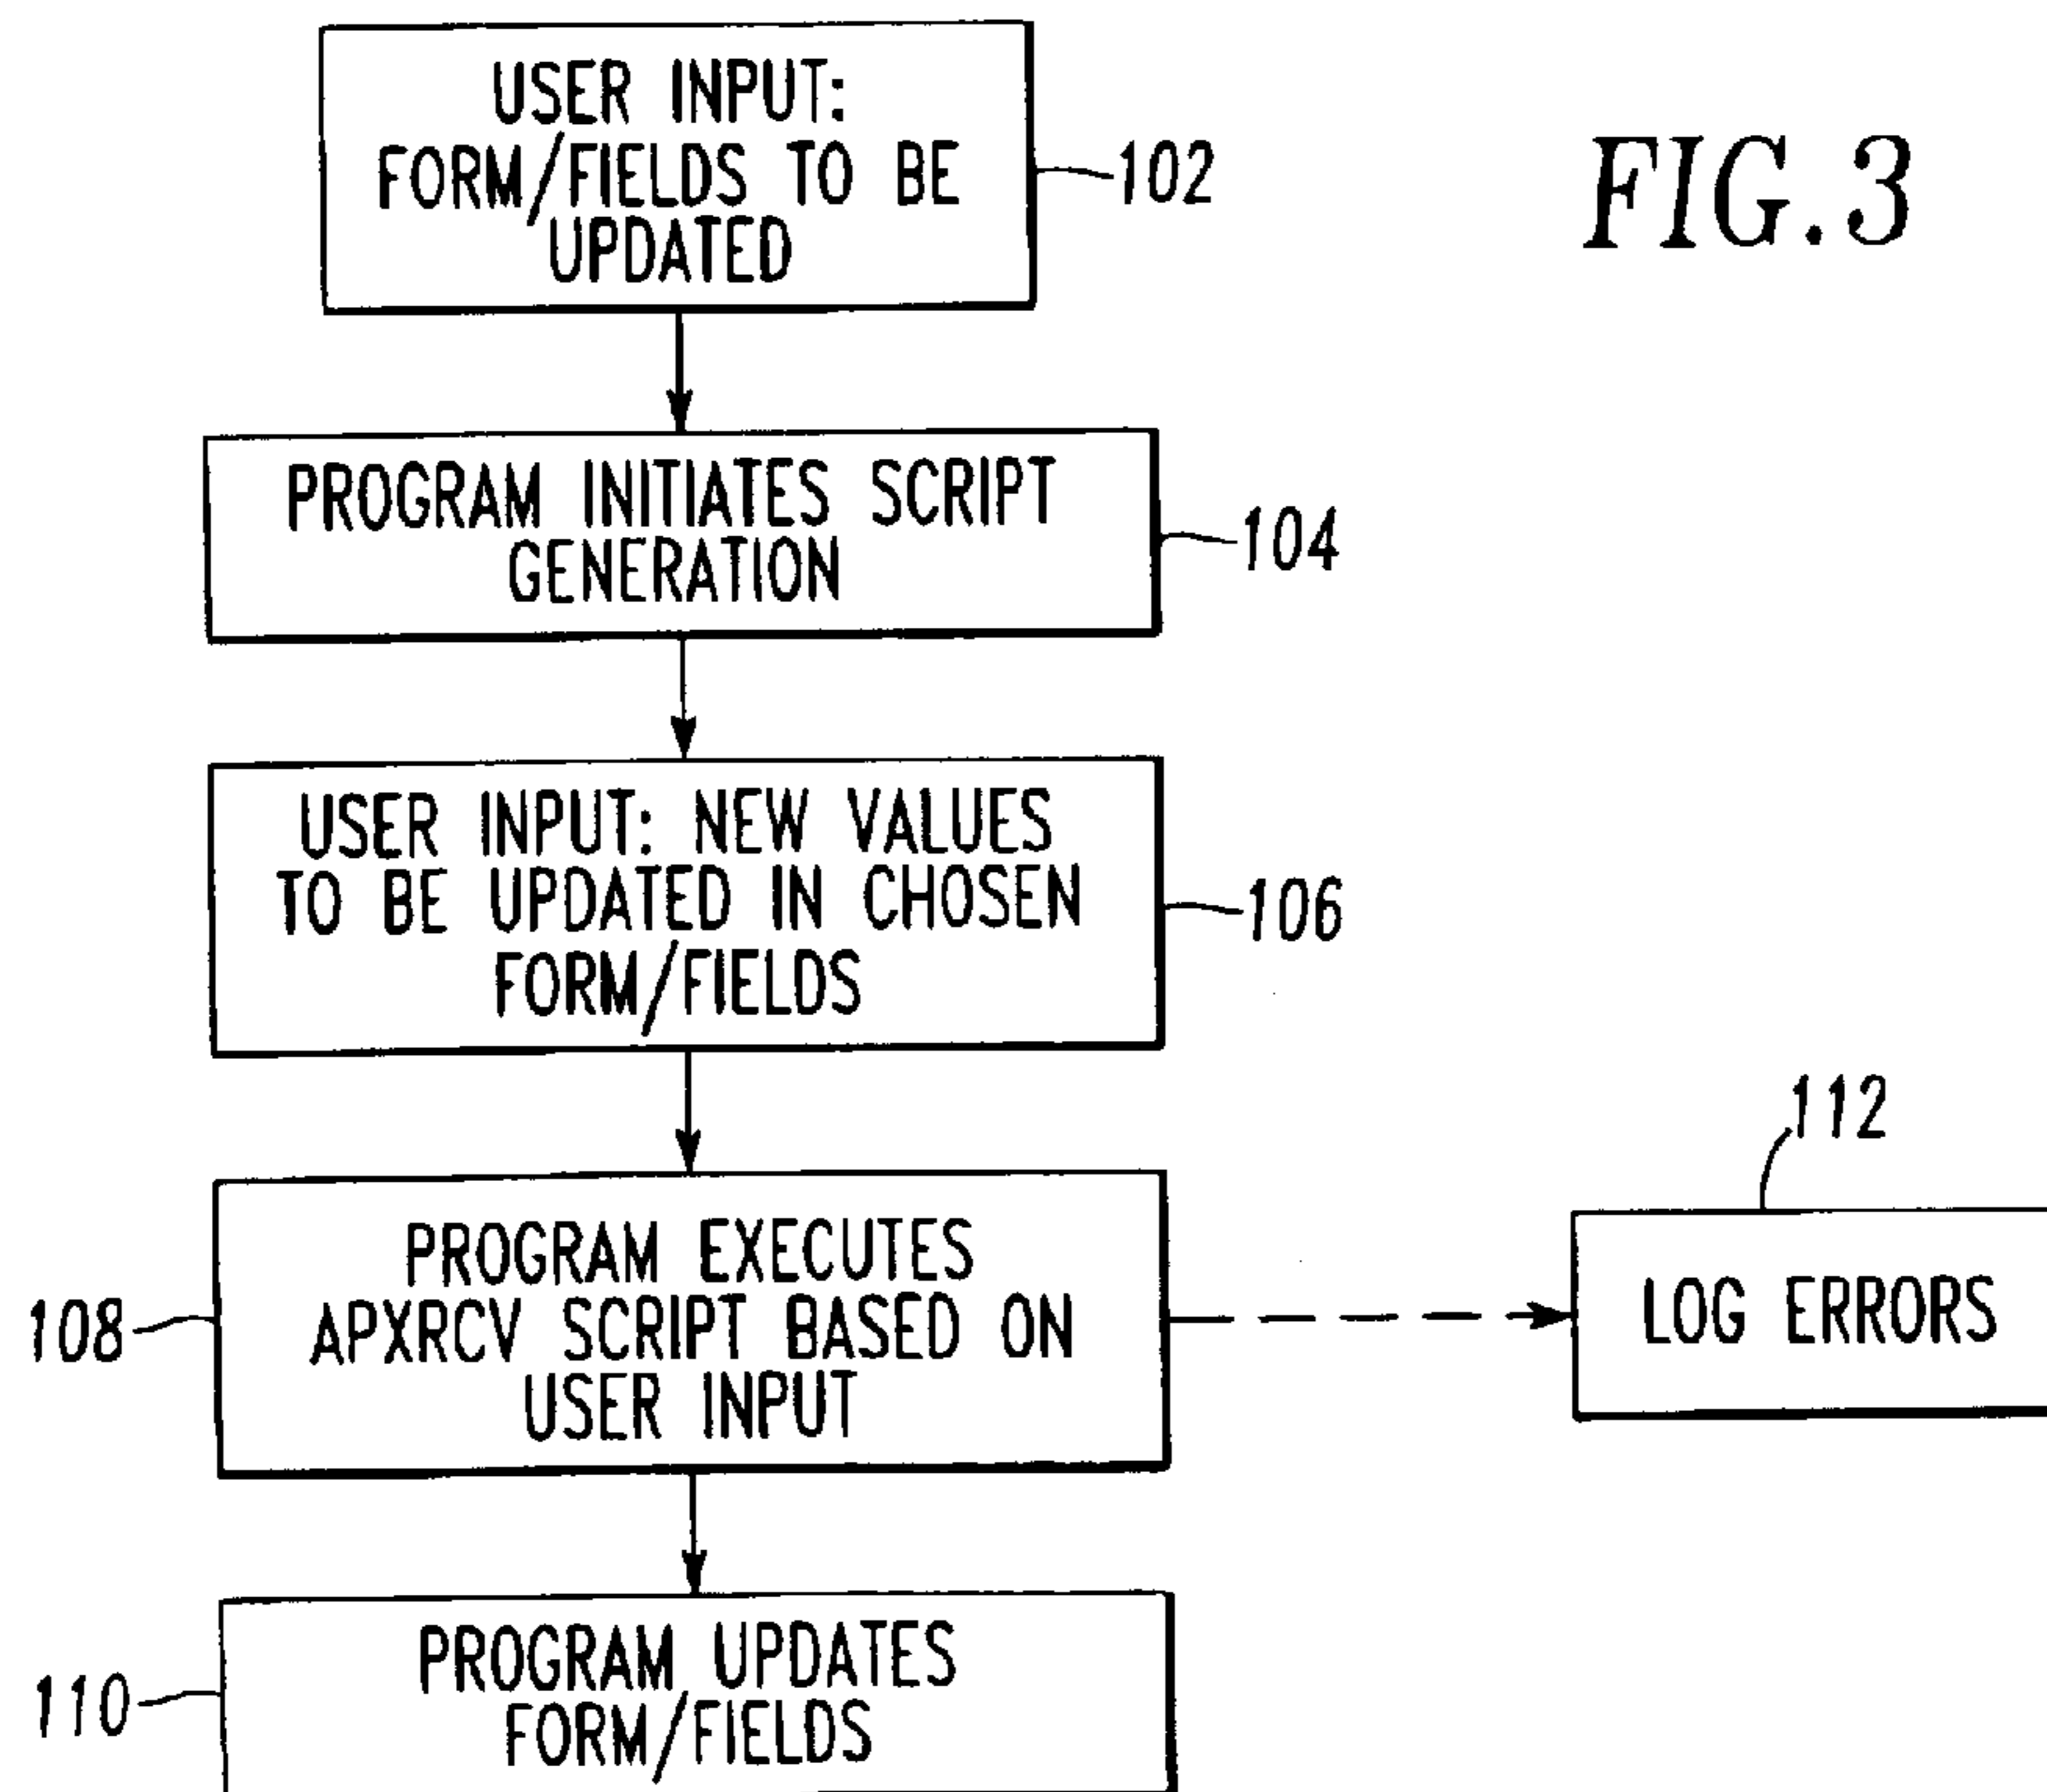 USER INPUT:
FORM/FIELDS TO BE
UPDATED
102
FIG.3
PROGRAM INITIATES SCRIPT
GENERATION
104
USER INPUT: NEW VALUES
TO BE UPDATED IN CHOSEN
FORM/FIELDS
106
PROGRAM EXECUTES
APXRCV SCRIPT BASED ON
USER INPUT
108
112
LOG ERRORS
PROGRAM UPDATES
FORM/FIELDS
110